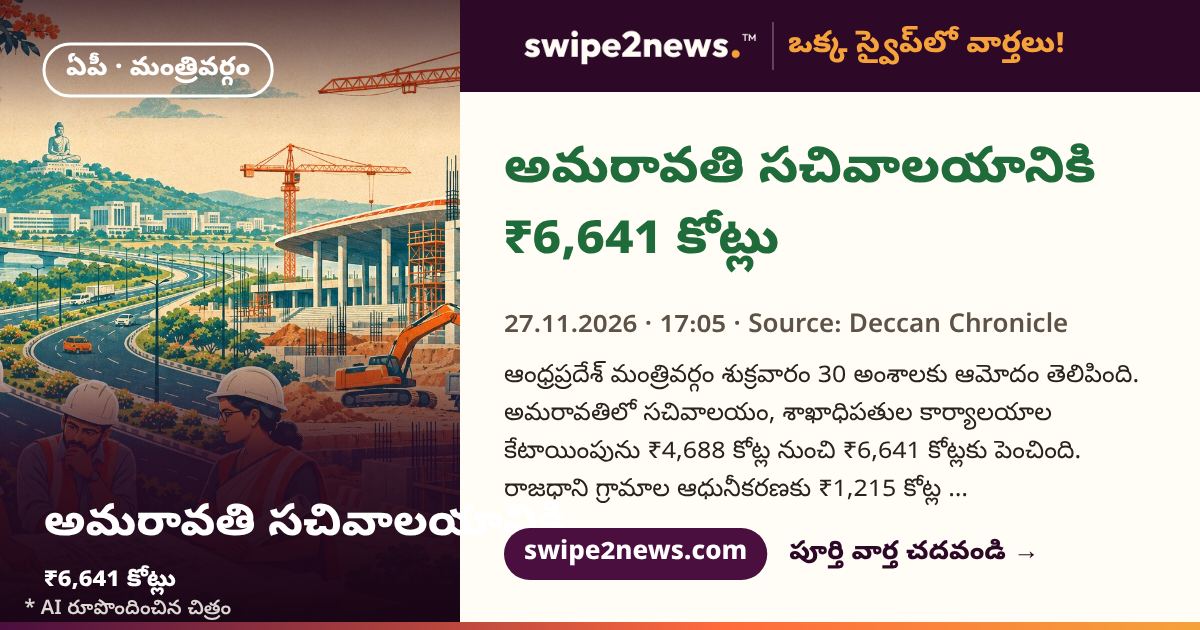 ఏపీ · మంత్రివర్గం
అమరావతి సచివాలయానికి
₹6,641 కోట్లు
* AI రూపొందించిన చిత్రం
swipe2news.™ ఒక్క స్వైప్‌లో వార్తలు!
అమరావతి సచివాలయానికి
₹6,641 కోట్లు
27.11.2026 · 17:05 · Source: Deccan Chronicle
ఆంధ్రప్రదేశ్ మంత్రివర్గం శుక్రవారం 30 అంశాలకు ఆమోదం తెలిపింది.
అమరావతిలో సచివాలయం, శాఖాధిపతుల కార్యాలయాల
కేటాయింపును ₹4,688 కోట్ల నుంచి ₹6,641 కోట్లకు పెంచింది.
రాజధాని గ్రామాల ఆధునీకరణకు ₹1,215 కోట్ల ...
swipe2news.com పూర్తి వార్త చదవండి →